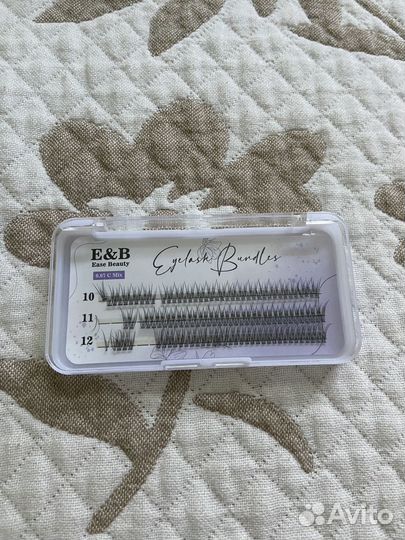 E&B
Ease Beauty
0.07 C Mix
Eyelash Bundles
10
11
12
Avito